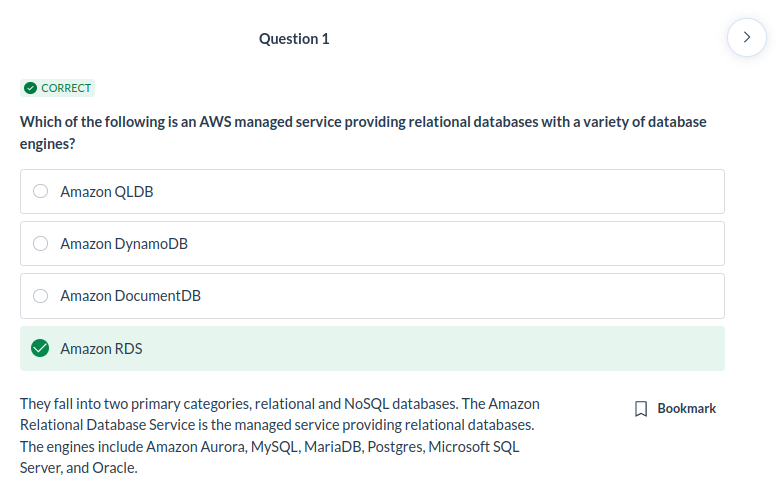 Question 1
CORRECT
Which of the following is an AWS managed service providing relational databases with a variety of database
engines?
Amazon QLDB
Amazon DynamoDB
Amazon DocumentDB
Amazon RDS
They fall into two primary categories, relational and NoSQL databases. The Amazon
Relational Database Service is the managed service providing relational databases.
The engines include Amazon Aurora, MySQL, MariaDB, Postgres, Microsoft SQL
Server, and Oracle.
Bookmark